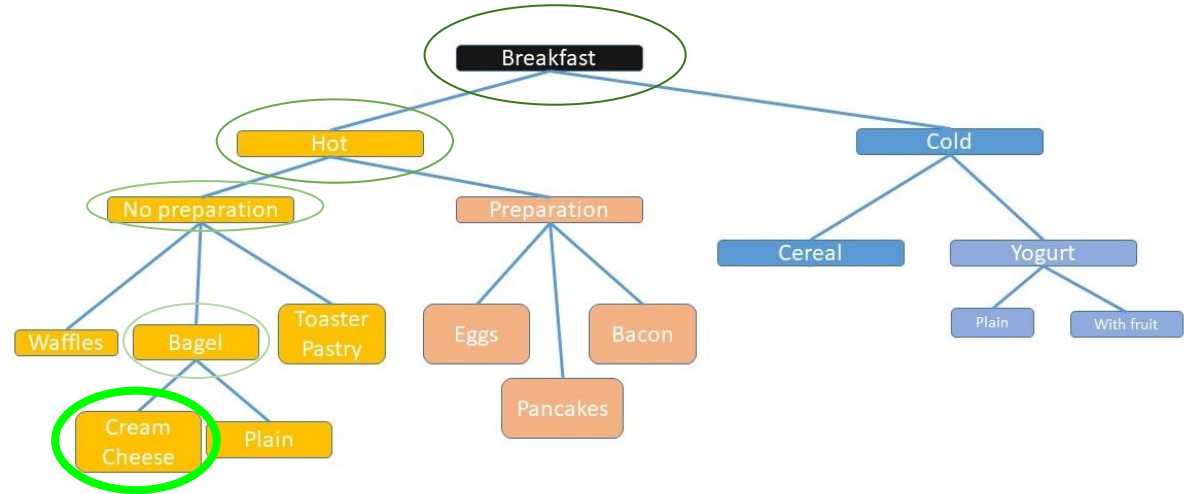 Breakfast
Hot
Cold
No preparation
Preparation
Cereal
Yogurt
Waffles
Bagel
Toaster
Pastry
Eggs
Bacon
Plain
With fruit
Pancakes
Cream
Cheese
Plain